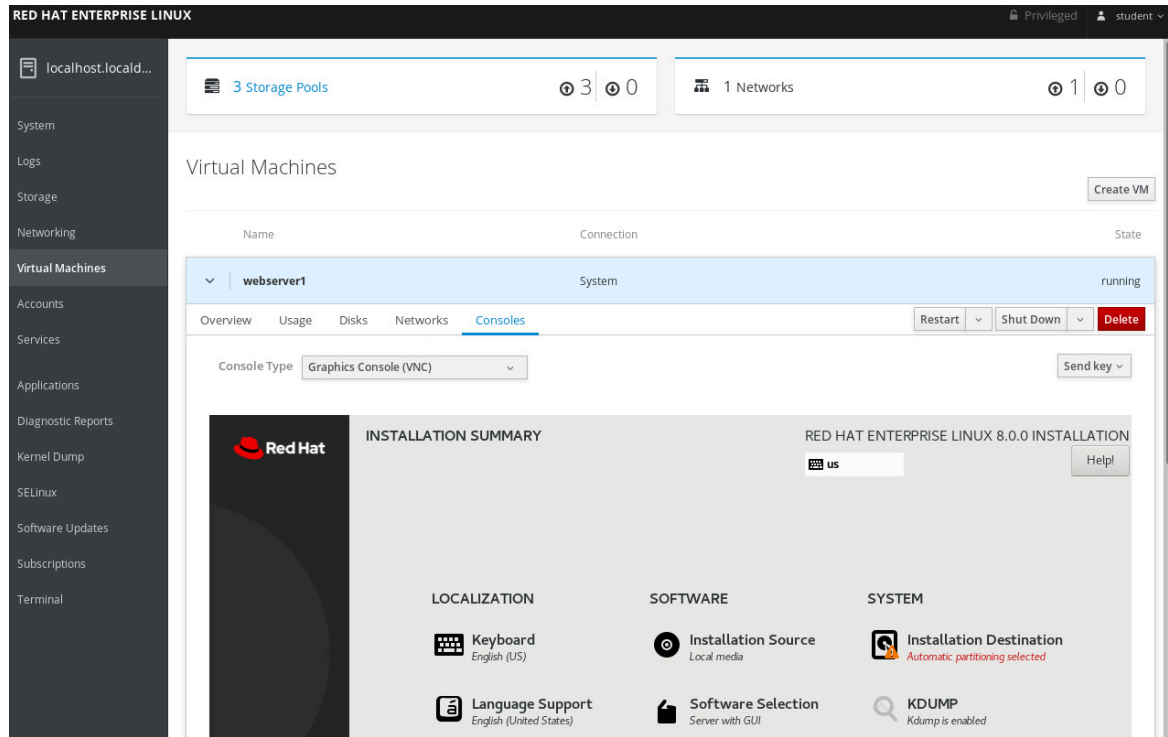 RED HAT ENTERPRISE LINUX
Privileged
student
localhost.locald...
System
Logs
Storage
Networking
Virtual Machines
Accounts
Services
Applications
Diagnostic Reports
Kernel Dump
SELinux
Software Updates
Subscriptions
Terminal
3 Storage Pools 3 0
1 Networks 1 0
Virtual Machines
Create VM
Name Connection State
webserver1 System running
Overview Usage Disks Networks Consoles Restart Shut Down Delete
Console Type Graphics Console (VNC) Send key
Red Hat
INSTALLATION SUMMARY
RED HAT ENTERPRISE LINUX 8.0.0 INSTALLATION
us
Help!
LOCALIZATION
Keyboard
English (US)
Language Support
English (United States)
SOFTWARE
Installation Source
Local media
Software Selection
Server with GUI
SYSTEM
Installation Destination
Automatic partitioning selected
KDUMP
Kdump is enabled